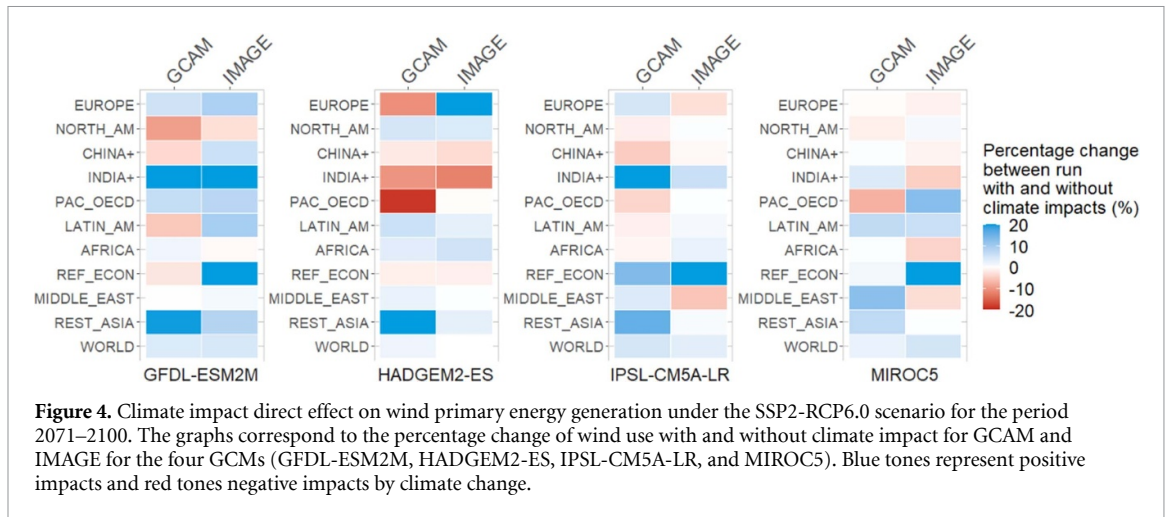 GCAM IMAGE GCAM IMAGE GCAM IMAGE GCAM IMAGE
EUROPE EUROPE EUROPE EUROPE
NORTH_AM NORTH_AM NORTH_AM NORTH_AM
CHINA+ CHINA+ CHINA+ CHINA+
INDIA+ INDIA+ INDIA+ INDIA+
PAC_OECD PAC_OECD PAC_OECD PAC_OECD
LATIN_AM LATIN_AM LATIN_AM LATIN_AM
AFRICA AFRICA AFRICA AFRICA
REF_ECON REF_ECON REF_ECON REF_ECON
MIDDLE_EAST MIDDLE_EAST MIDDLE_EAST MIDDLE_EAST
REST_ASIA REST_ASIA REST_ASIA REST_ASIA
WORLD WORLD WORLD WORLD
GFDL-ESM2M HADGEM2-ES IPSL-CM5A-LR MIROC5
Percentage change
between run
with and without
climate impacts (%)
20
10
0
-10
-20
Figure 4. Climate impact direct effect on wind primary energy generation under the SSP2-RCP6.0 scenario for the period
2071–2100. The graphs correspond to the percentage change of wind use with and without climate impact for GCAM and
IMAGE for the four GCMs (GFDL-ESM2M, HADGEM2-ES, IPSL-CM5A-LR, and MIROC5). Blue tones represent positive
impacts and red tones negative impacts by climate change.